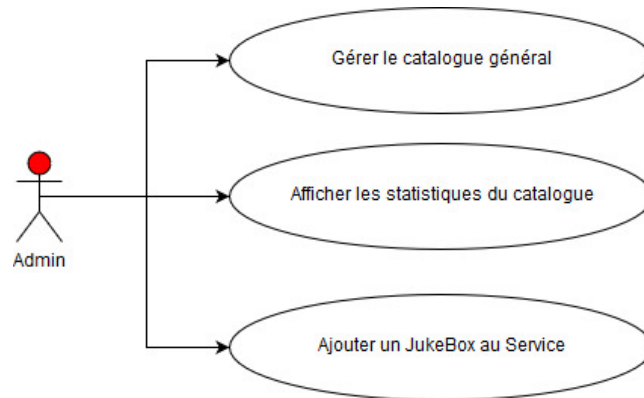 Gérer le catalogue général
Afficher les statistiques du catalogue
Admin
Ajouter un JukeBox au Service